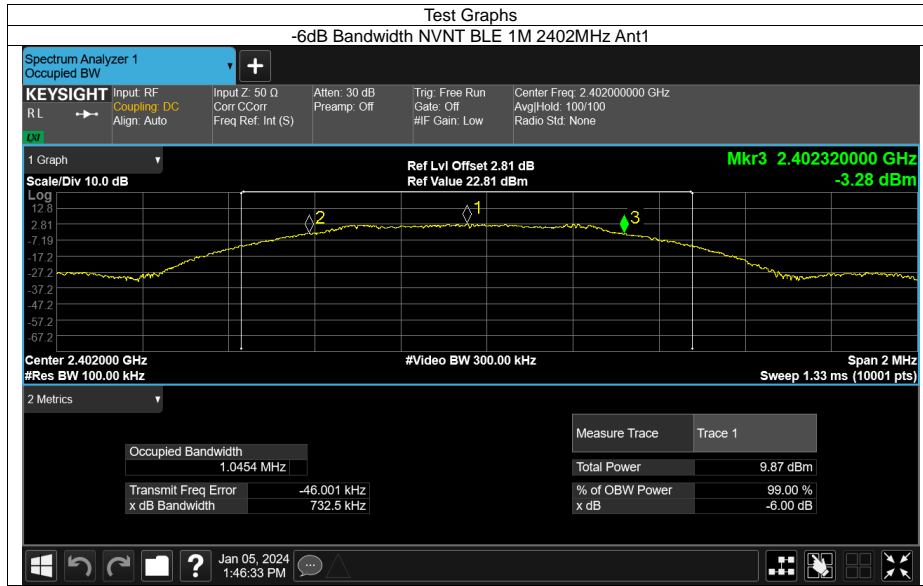 Test Graphs
-6dB Bandwidth NVNT BLE 1M 2402MHz Ant1
Spectrum Analyzer 1
Occupied BW
+
KEYSIGHT Input: RF Input Z: 50 Ω Atten: 30 dB Trig: Free Run Center Freq: 2.402000000 GHz
RL Coupling: DC Corr CCorr Preamp: Off Gate: Off Avg|Hold: 100/100
Align: Auto Freq Ref: Int (S) #IF Gain: Low Radio Std: None
LXI
1 Graph Ref Lvl Offset 2.81 dB Mkr3 2.402320000 GHz
Scale/Div 10.0 dB Ref Value 22.81 dBm -3.28 dBm
Log
12.8
1
2 3
2.81
-7.19
-17.2
-27.2
-37.2
-47.2
-57.2
-67.2
Center 2.402000 GHz #Video BW 300.00 kHz Span 2 MHz
#Res BW 100.00 kHz Sweep 1.33 ms (10001 pts)
2 Metrics
Measure Trace Trace 1
Occupied Bandwidth
1.0454 MHz Total Power 9.87 dBm
Transmit Freq Error -46.001 kHz % of OBW Power 99.00 %
x dB Bandwidth 732.5 kHz x dB -6.00 dB
? Jan 05, 2024
1:46:33 PM